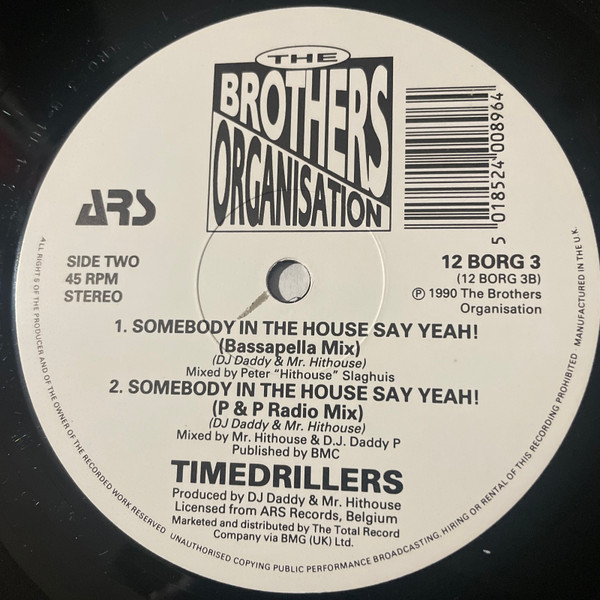 THE
BROTHERS
ORGANISATION
5 018524 008964
ARS
SIDE TWO
45 RPM
STEREO
12 BORG 3
(12 BORG 3B)
Ⓟ 1990 The Brothers
Organisation
1. SOMEBODY IN THE HOUSE SAY YEAH!
(Bassapella Mix)
(DJ Daddy & Mr. Hithouse)
Mixed by Peter "Hithouse" Slaghuis
2. SOMEBODY IN THE HOUSE SAY YEAH!
(P & P Radio Mix)
(DJ Daddy & Mr. Hithouse)
Mixed by Mr. Hithouse & D.J. Daddy P
Published by BMC
TIMEDRILLERS
Produced by DJ Daddy & Mr. Hithouse
Licensed from ARS Records, Belgium
Marketed and distributed by The Total Record
Company via BMG (UK) Ltd.
ALL RIGHTS OF THE PRODUCER AND OF THE OWNER OF THE RECORDED WORK RESERVED UNAUTHORISED COPYING PUBLIC PERFORMANCE BROADCASTING, HIRING OR RENTAL OF THIS RECORDING PROHIBITED MANUFACTURED IN THE U.K.